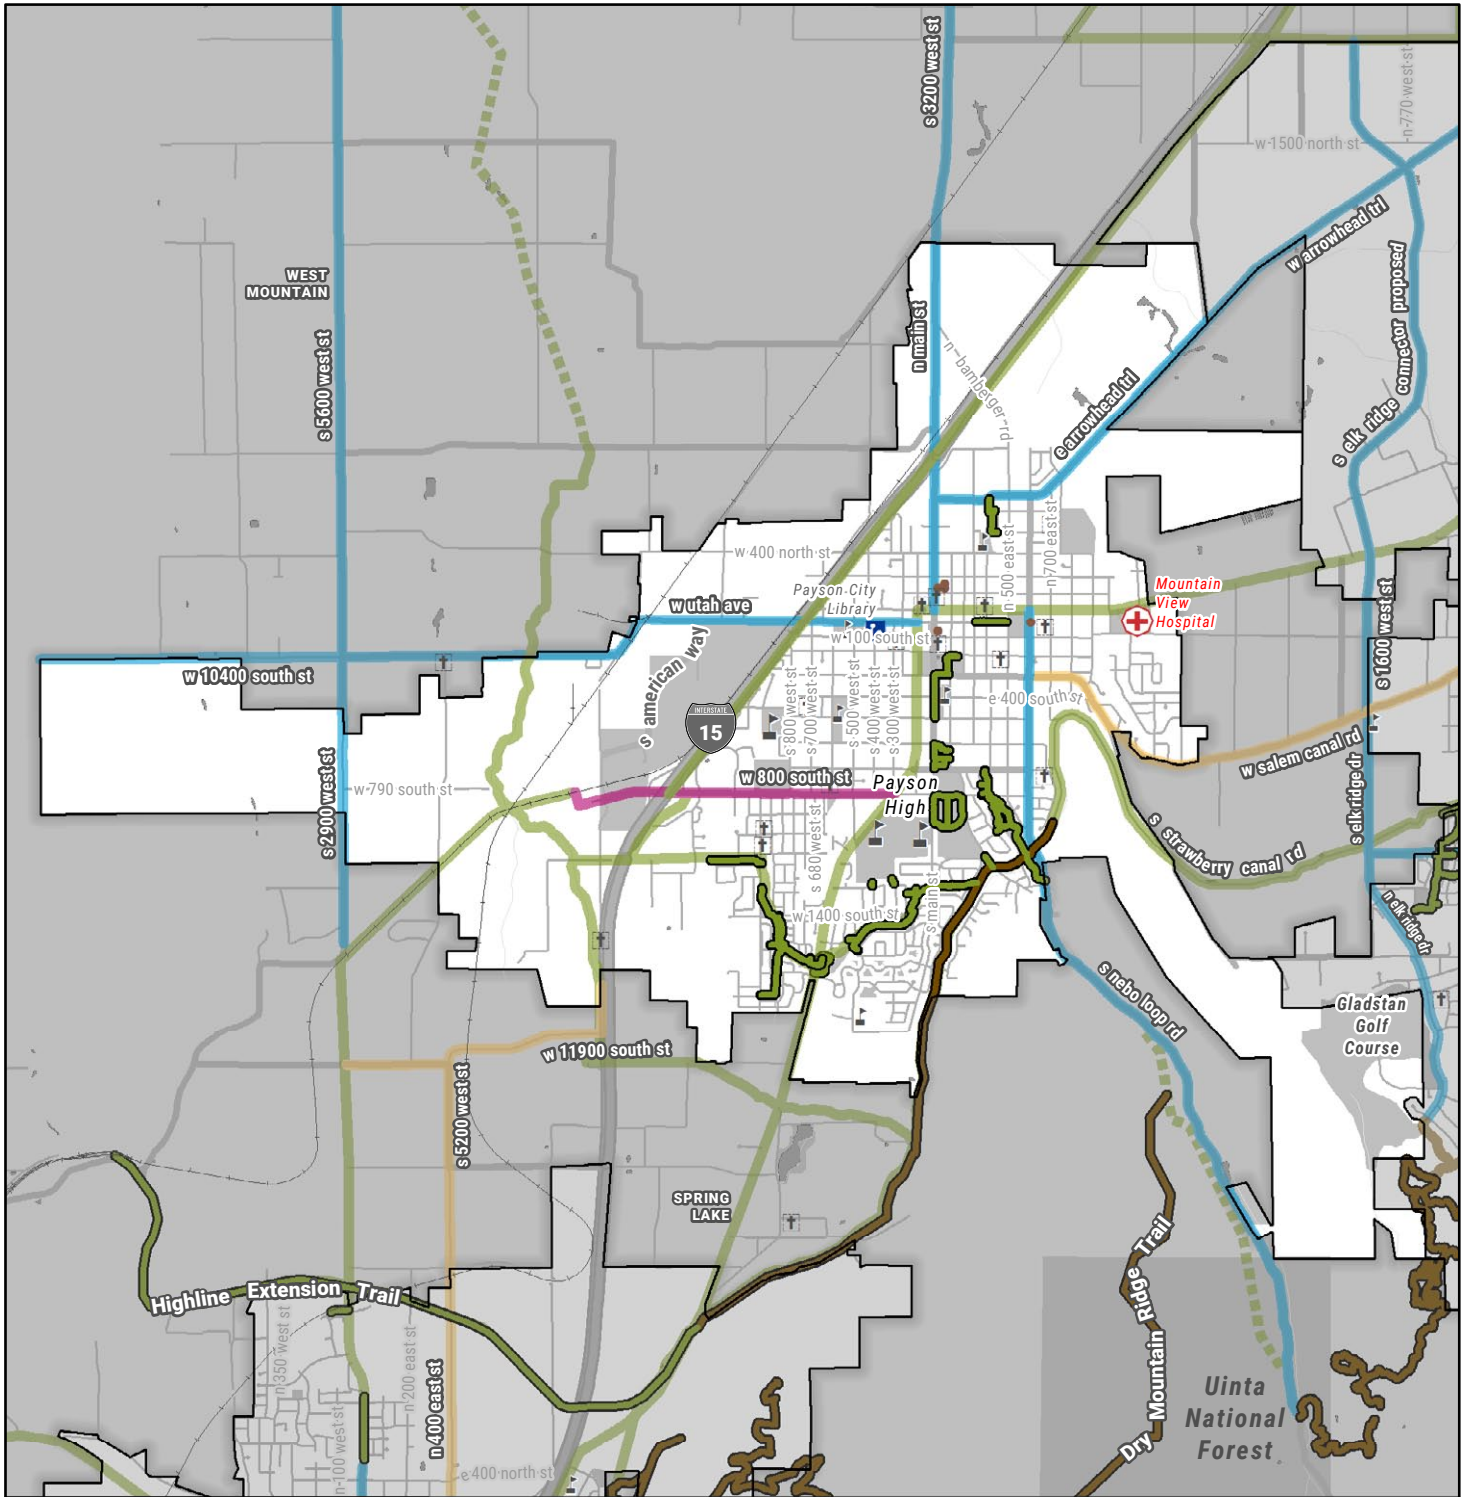 s 3200 west st
n 770 west st
w 1500 north st
w arrowhead trl
WEST
MOUNTAIN
s elk ridge connector proposed
s 5600 west st
n main st
n bamberger rd
e arrowhead trl
w 400 north st
n 500 east st
n 700 east st
Payson City
Library
Mountain
View
Hospital
w utah ave
w 100 south st
s american way
s 1600 west st
w 10400 south st
e 400 south st
INTERSTATE
15
s 800 west st
s 700 west st
s 500 west st
s 400 west st
s 300 west st
w salem canal rd
w 800 south st
w 790 south st
s 2900 west st
Payson
High
s 680 west st
s strawberry canal rd
s elk ridge dr
w 1400 south st
s main st
n elk ridge dr
s nebo loop rd
Gladstan
Golf
Course
w 11900 south st
s 5200 west st
SPRING
LAKE
Highline Extension Trail
Dry Mountain Ridge Trail
n 350 west st
n 200 east st
n 400 east st
n 100 west st
e 400 north st
Uinta
National
Forest